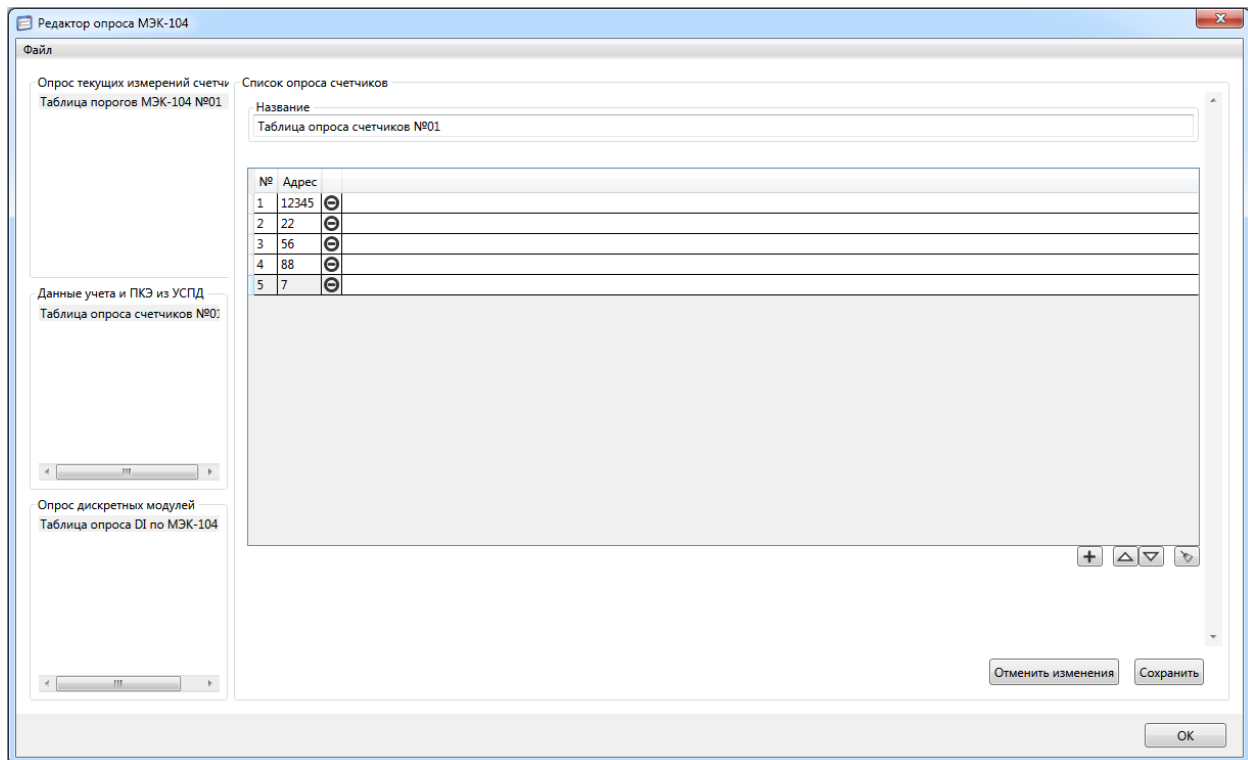 Редактор опроса МЭК-104
Файл
Опрос текущих измерений счетчи
Таблица порогов МЭК-104 №01
Данные учета и ПКЭ из УСПД
Таблица опроса счетчиков №01
Опрос дискретных модулей
Таблица опроса DI по МЭК-104
Список опроса счетчиков
Название
Таблица опроса счетчиков №01
№ Адрес
1 12345
2 22
3 56
4 88
5 7
Отменить изменения Сохранить
OK